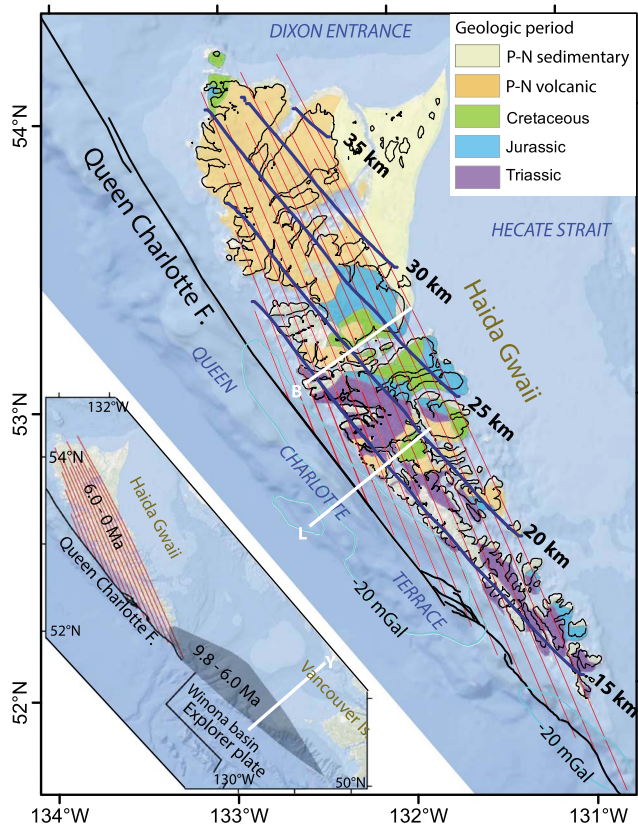 DIXON ENTRANCE
Geologic period
P-N sedimentary
P-N volcanic
Cretaceous
Jurassic
Triassic
54°N
53°N
52°N
35 km
Queen Charlotte F.
HECATE STRAIT
30 km
Haida Gwaii
QUEEN
CHARLOTTE
TERRACE
B
L
25 km
20 km
15 km
-20 mGal
-20 mGal
132°W
54°N
Haida Gwaii
6.0 - 0 Ma
Queen Charlotte F.
52°N
9.8 - 6.0 Ma
Y
Vancouver Is
Winona basin
Explorer plate
130°W
50°N
134°W
133°W
132°W
131°W